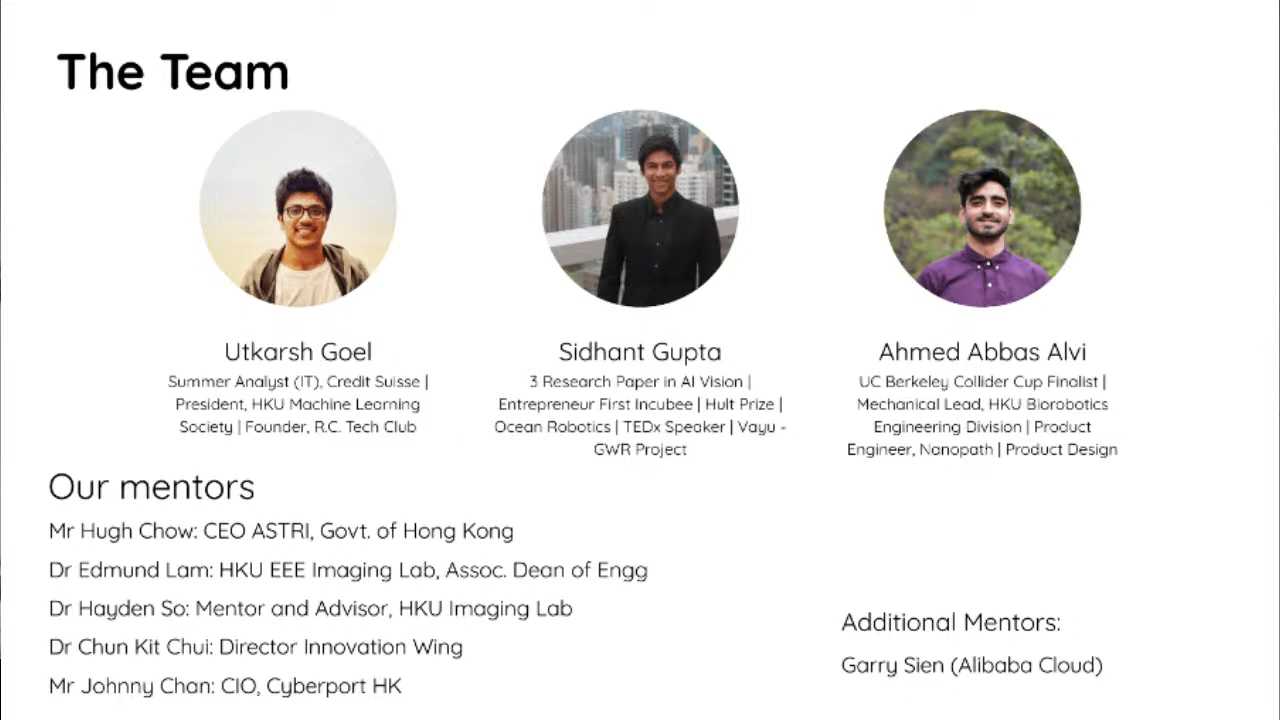 The Team
Utkarsh Goel
Summer Analyst (IT), Credit Suisse |
President, HKU Machine Learning
Society | Founder, R.C. Tech Club
Sidhant Gupta
3 Research Paper in AI Vision |
Entrepreneur First Incubee | Hult Prize |
Ocean Robotics | TEDx Speaker | Vayu -
GWR Project
Ahmed Abbas Alvi
UC Berkeley Collider Cup Finalist |
Mechanical Lead, HKU Biorobotics
Engineering Division | Product
Engineer, Nanopath | Product Design
Our mentors
Mr Hugh Chow: CEO ASTRI, Govt. of Hong Kong
Dr Edmund Lam: HKU EEE Imaging Lab, Assoc. Dean of Engg
Dr Hayden So: Mentor and Advisor, HKU Imaging Lab
Dr Chun Kit Chui: Director Innovation Wing
Mr Johnny Chan: CIO, Cyberport HK
Additional Mentors:
Garry Sien (Alibaba Cloud)